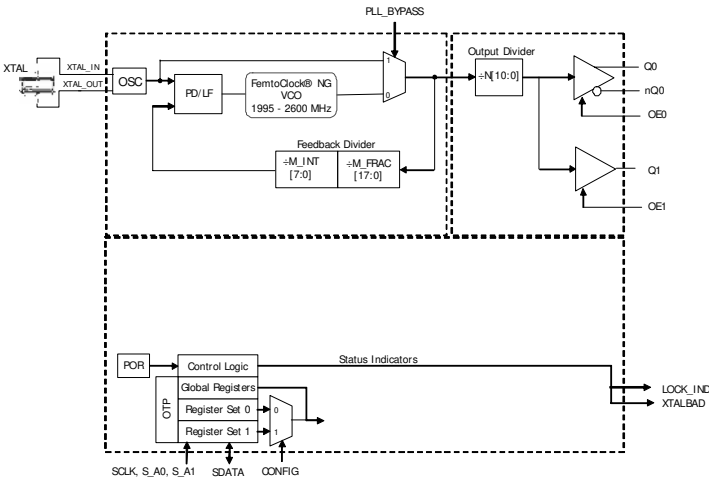 PLL_BYPASS
XTAL
XTAL_IN
XTAL_OUT
OSC
PD/LF
FemtoClock® NG
VCO
1995 - 2600 MHz
1
0
Output Divider
÷N[10:0]
Q0
nQ0
OE0
Feedback Divider
÷M_INT
[7:0]
÷M_FRAC
[17:0]
Q1
OE1
POR
Control Logic
Status Indicators
OTP
Global Registers
Register Set 0
0
Register Set 1
1
LOCK_IND
XTALBAD
SCLK, S_A0, S_A1
SDATA
CONFIG